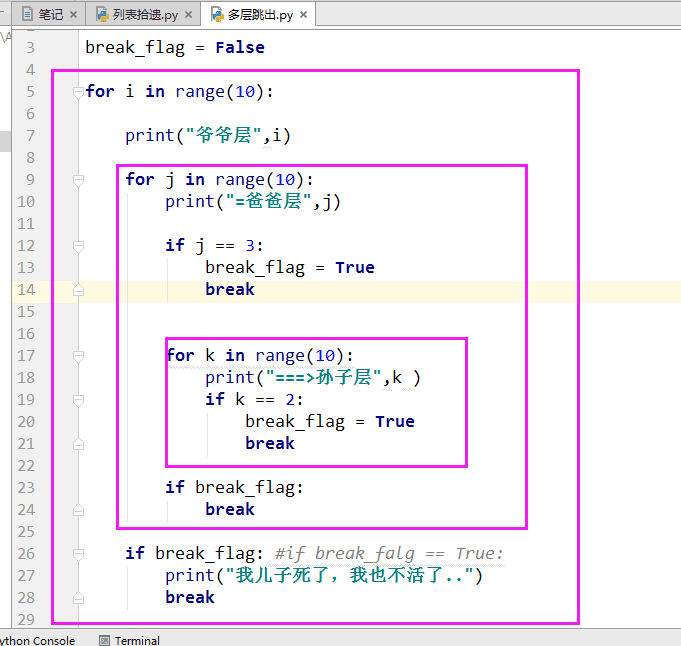 笔记 × 列表拾遗.py × 多层跳出.py ×
\A
3 break_flag = False
4
5 for i in range(10):
6
7 print("爷爷层",i)
8
9 for j in range(10):
10 print("=爸爸层",j)
11
12 if j == 3:
13 break_flag = True
14 break
15
16
17 for k in range(10):
18 print("===>孙子层",k )
19 if k == 2:
20 break_flag = True
21 break
22
23 if break_flag:
24 break
25
26 if break_flag: #if break_falg == True:
27 print("我儿子死了，我也不活了..")
28 break
29
ython Console Terminal